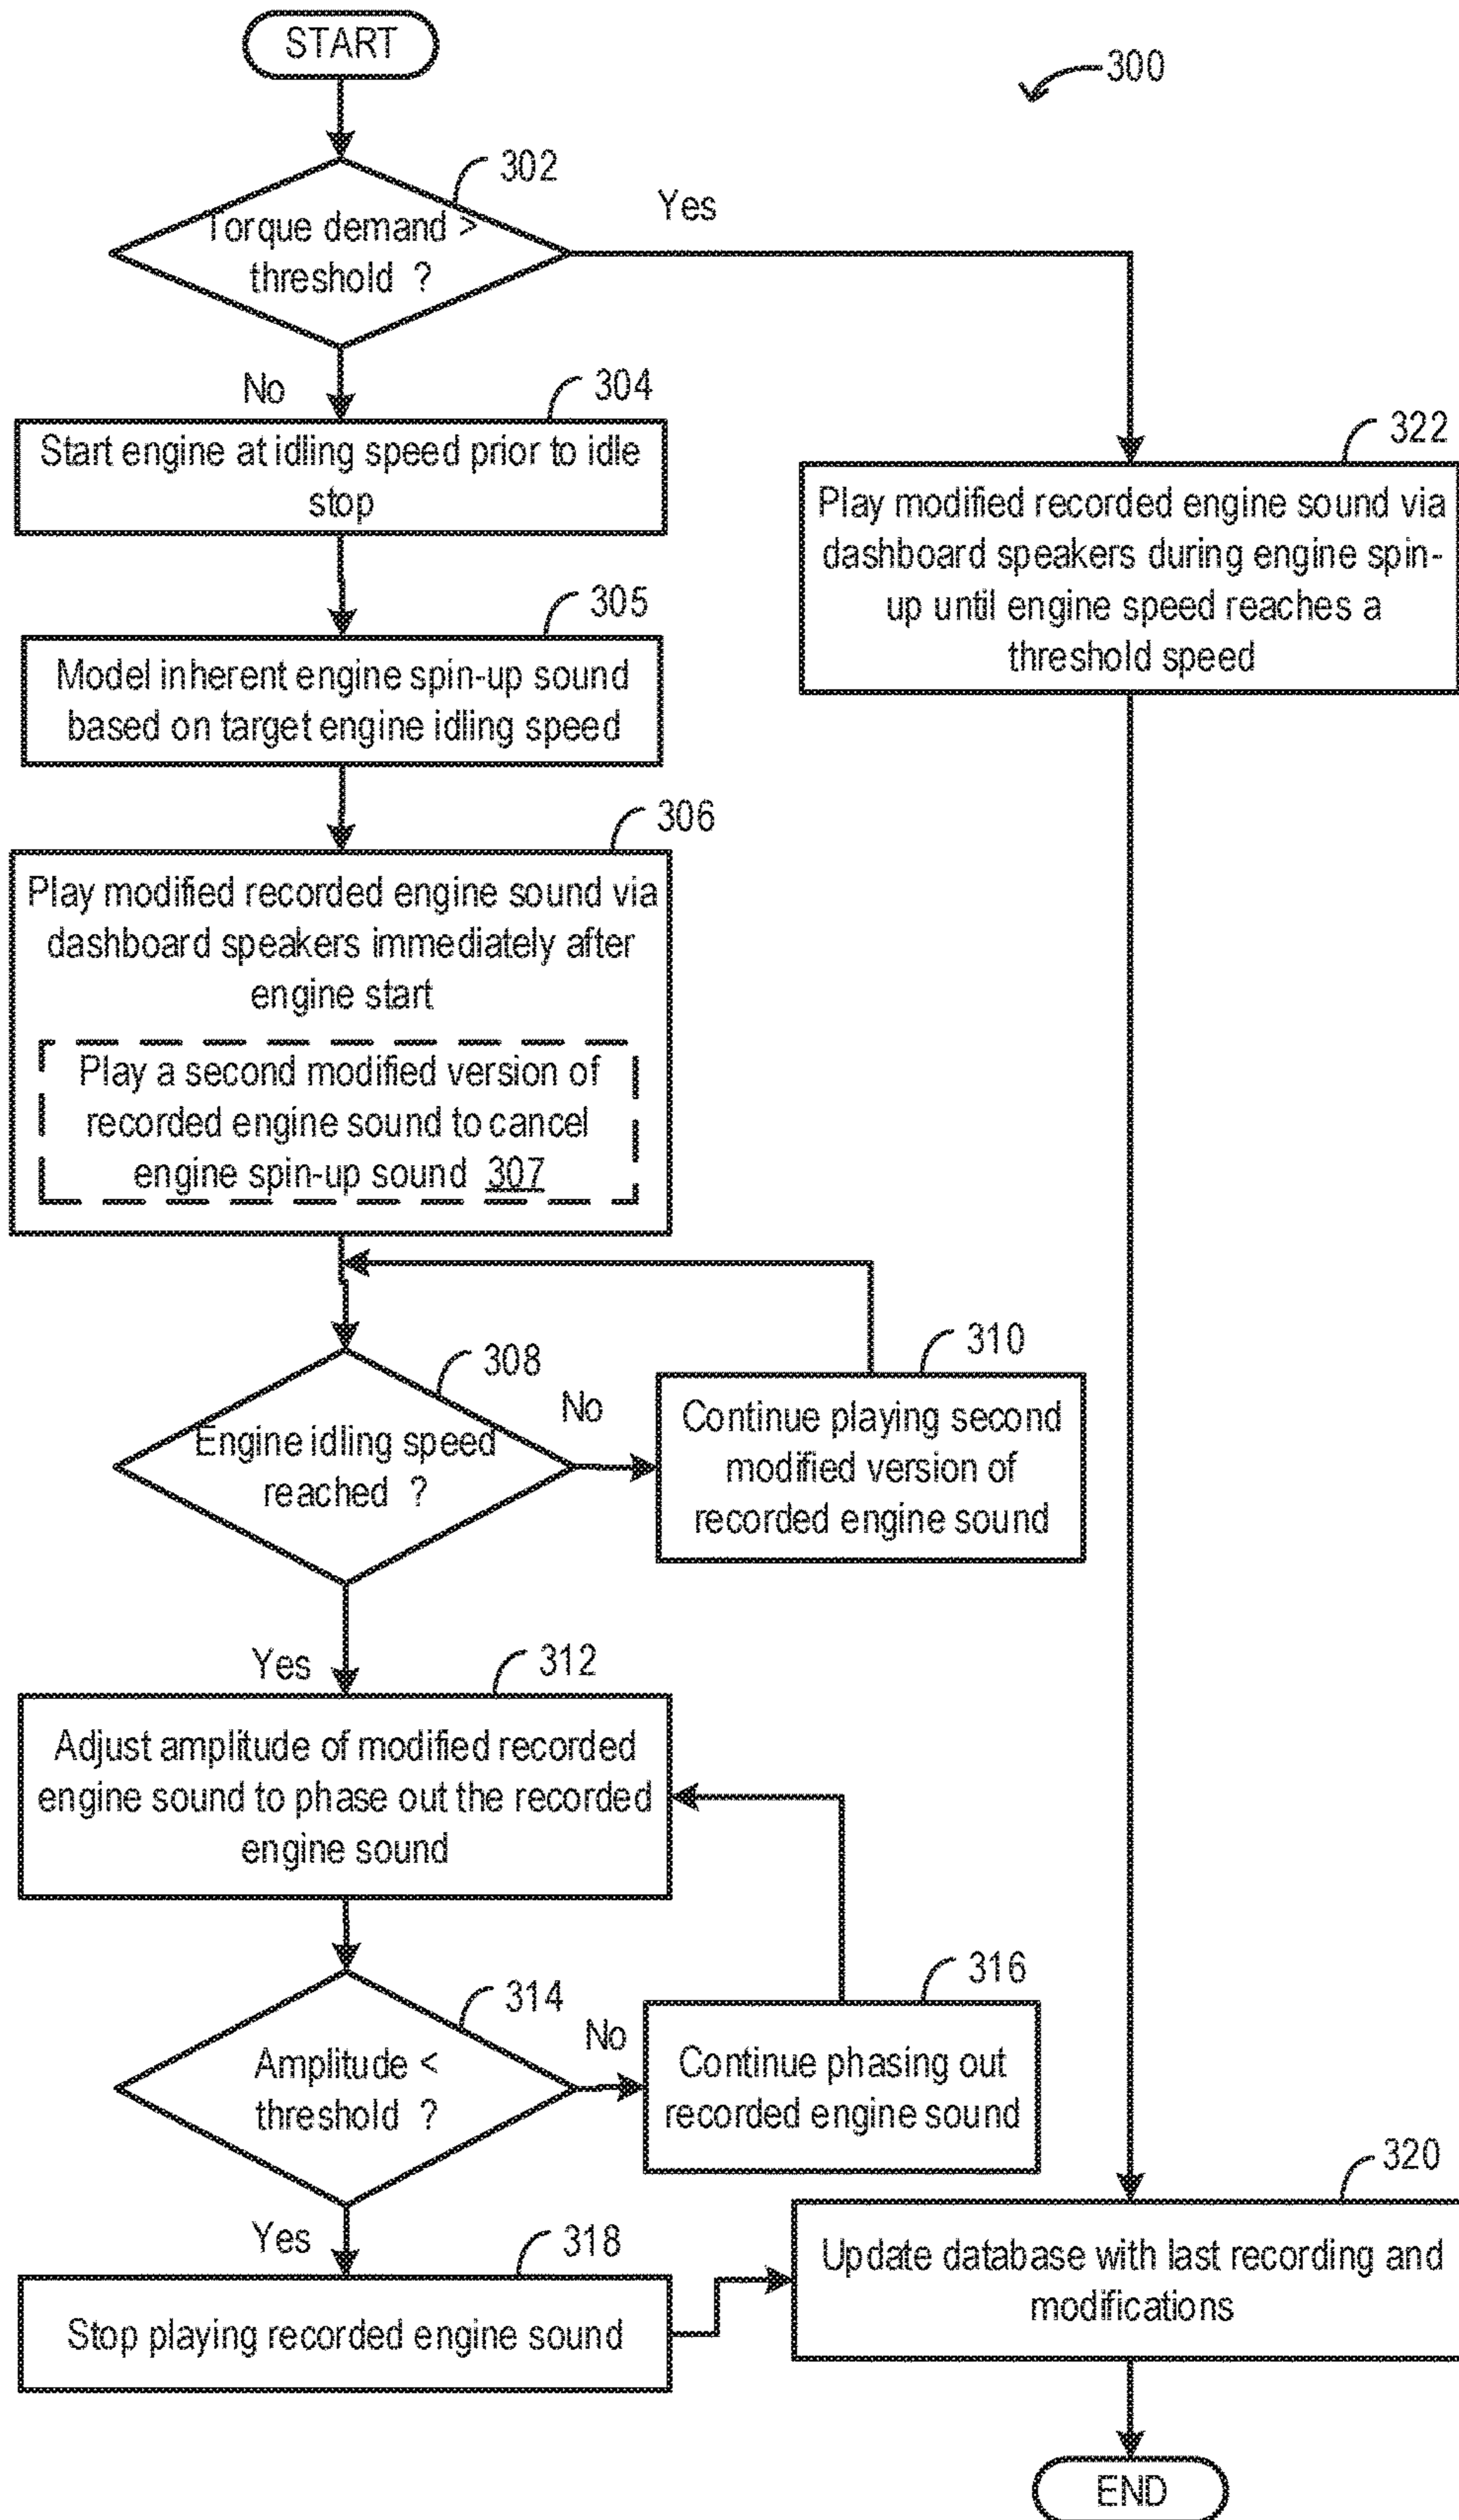 START
300
302
Torque demand >
threshold ?
Yes
No
304
Start engine at idling speed prior to idle
stop
322
Play modified recorded engine sound via
dashboard speakers during engine spin-
up until engine speed reaches a
threshold speed
305
Model inherent engine spin-up sound
based on target engine idling speed
306
Play modified recorded engine sound via
dashboard speakers immediately after
engine start
Play a second modified version of
recorded engine sound to cancel
engine spin-up sound 307
308
Engine idling speed
reached ?
No
310
Continue playing second
modified version of
recorded engine sound
Yes
312
Adjust amplitude of modified recorded
engine sound to phase out the recorded
engine sound
314
Amplitude <
threshold ?
No
316
Continue phasing out
recorded engine sound
Yes
318
Stop playing recorded engine sound
320
Update database with last recording and
modifications
END